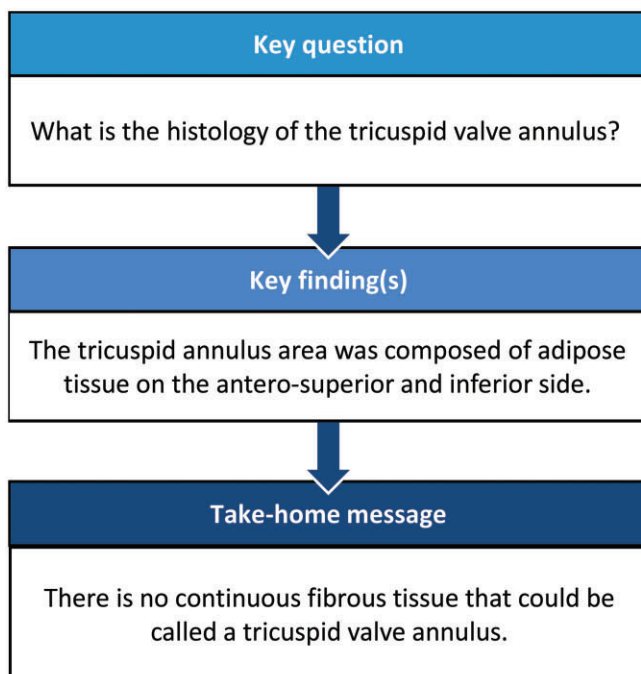 Key question
What is the histology of the tricuspid valve annulus?
Key finding(s)
The tricuspid annulus area was composed of adipose
tissue on the antero-superior and inferior side.
Take-home message
There is no continuous fibrous tissue that could be
called a tricuspid valve annulus.